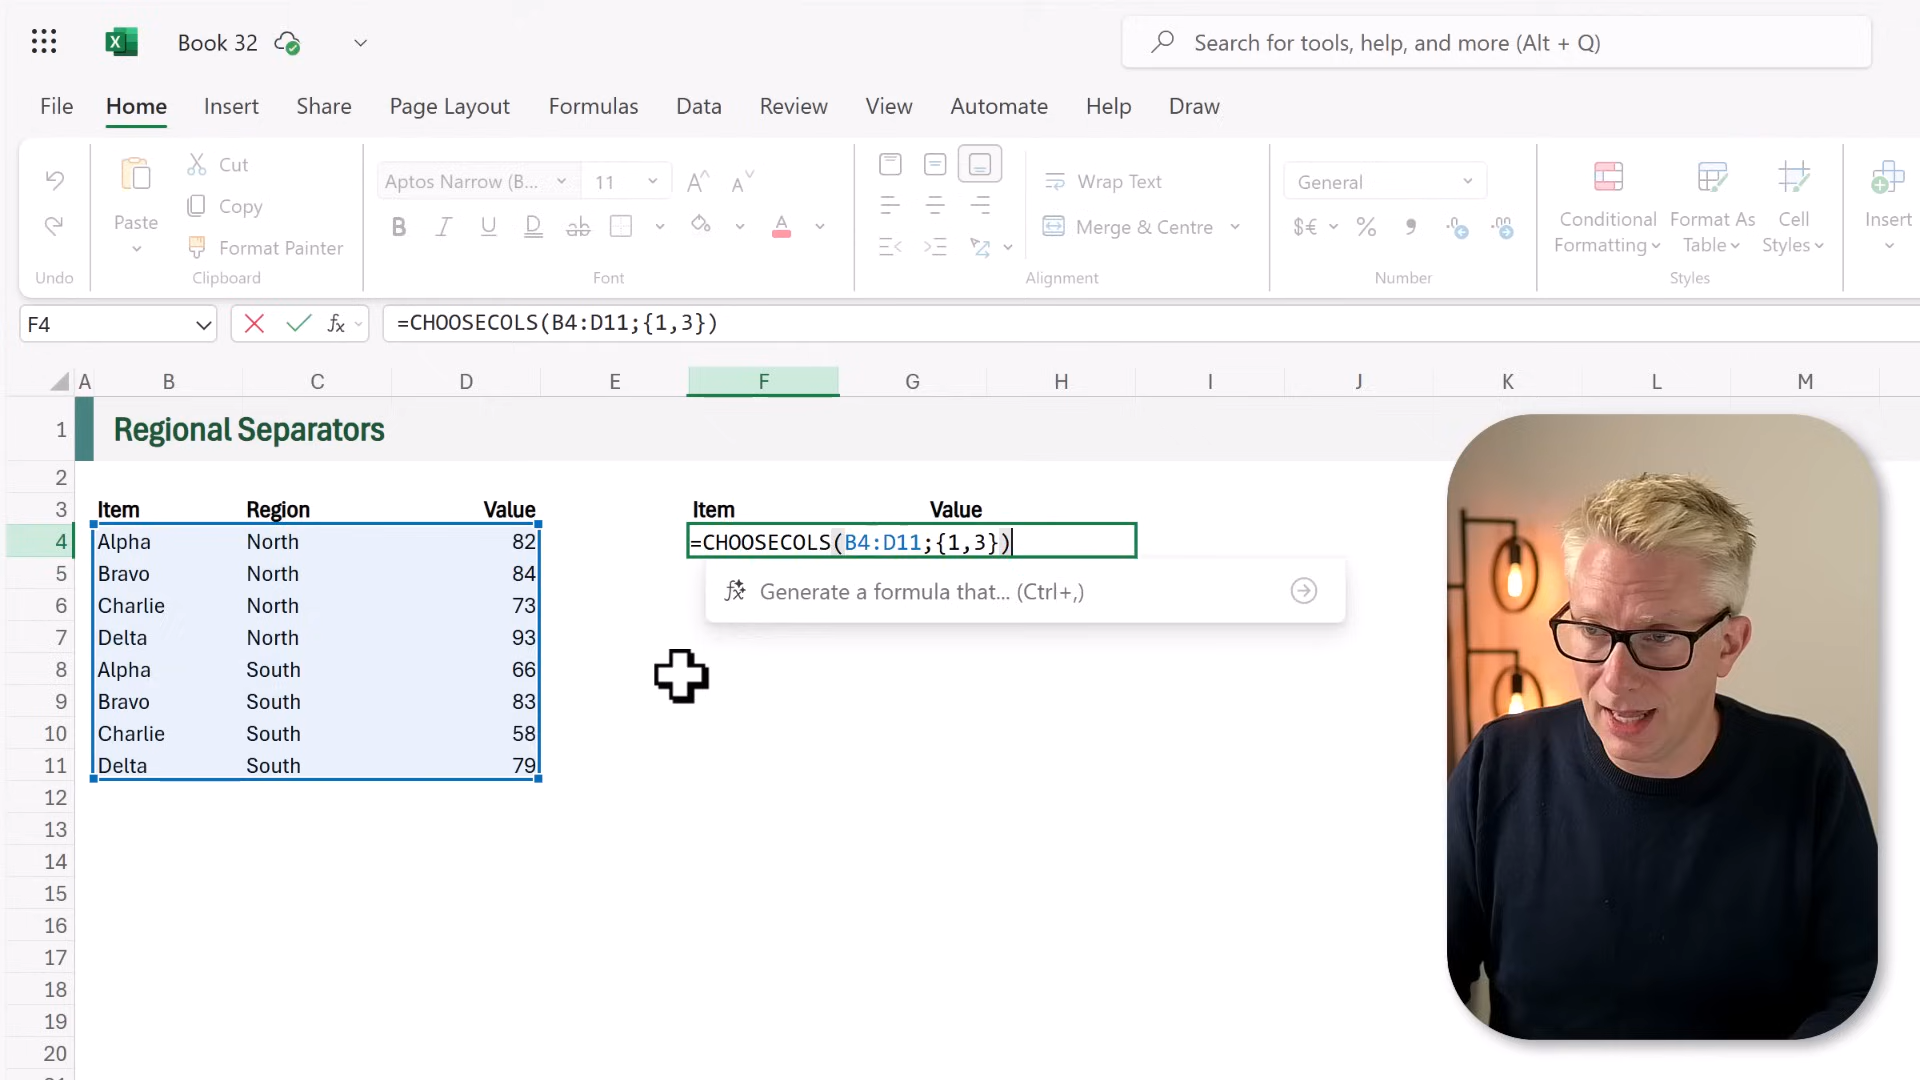 Book 32
Search for tools, help, and more (Alt + Q)
File Home Insert Share Page Layout Formulas Data Review View Automate Help Draw
Undo
Paste
Cut
Copy
Format Painter
Clipboard
Aptos Narrow (B... 11
B I U D ab A
Font
Wrap Text
Merge & Centre
Alignment
General
$€ % 9
Number
Conditional Formatting
Format As Table
Cell Styles
Styles
Insert
F4 fx =CHOOSECOLS(B4:D11;{1,3})
A B C D E F G H I J K L M
1 Regional Separators
2
3 Item Region Value Item Value
4 Alpha North 82 =CHOOSECOLS(B4:D11;{1,3})
Generate a formula that... (Ctrl+,)
5 Bravo North 84
6 Charlie North 73
7 Delta North 93
8 Alpha South 66
9 Bravo South 83
10 Charlie South 58
11 Delta South 79
12
13
14
15
16
17
18
19
20